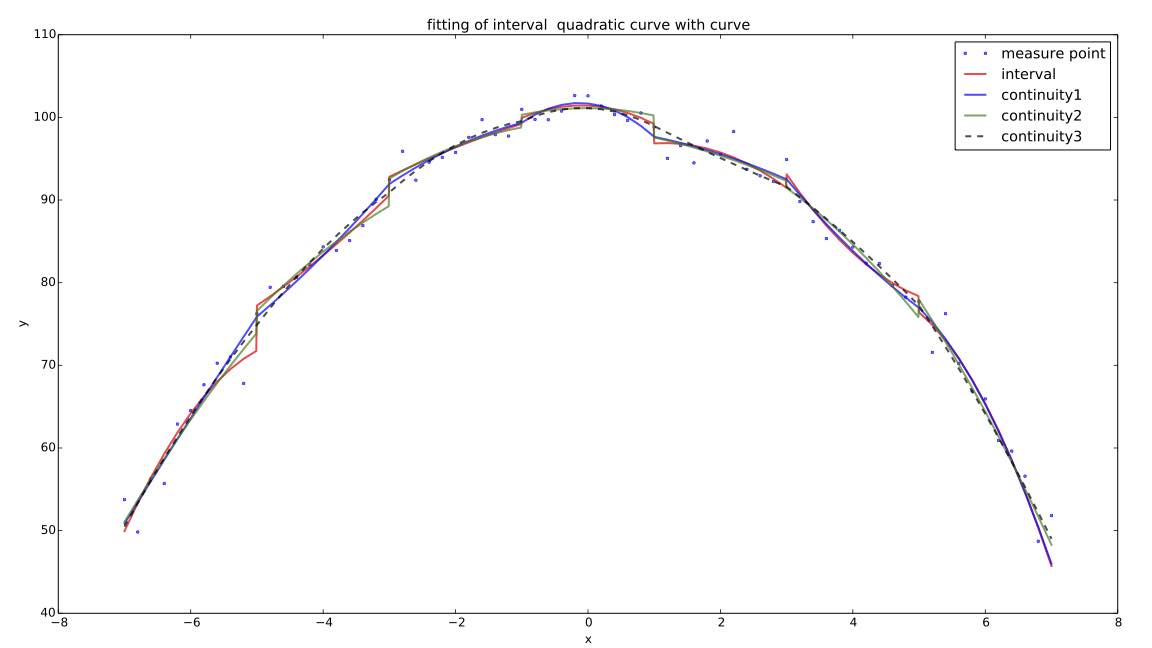 fitting of interval  quadratic curve with curve
110
100
90
80
70
60
50
40
y
measure point
interval
continuity1
continuity2
continuity3
−8 −6 −4 −2 0 2 4 6 8
x